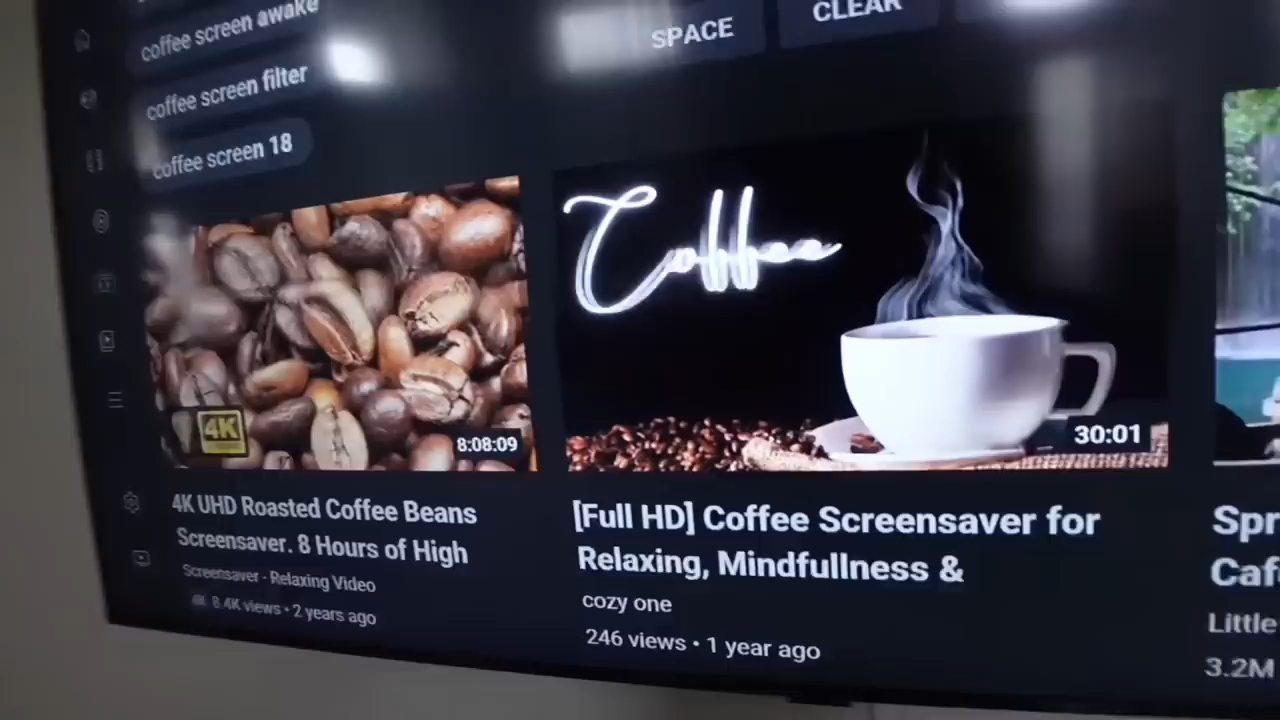 coffee screen awake
SPACE
CLEAR
coffee screen filter
coffee screen 18
Coffee
4K
8:08:09
30:01
4K UHD Roasted Coffee Beans
Screensaver. 8 Hours of High
Screensaver - Relaxing Video
4K 8.4K views • 2 years ago
[Full HD] Coffee Screensaver for
Relaxing, Mindfullness &
cozy one
246 views • 1 year ago
Spr
Caf
Little
3.2M